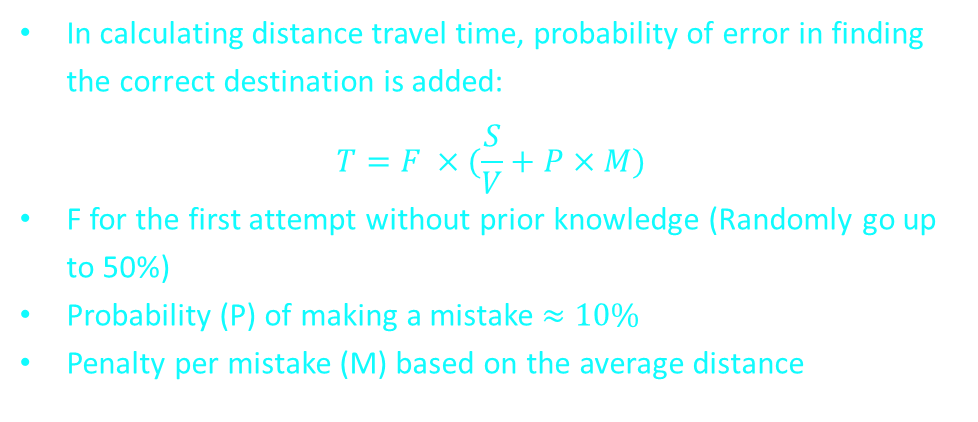 • In calculating distance travel time, probability of error in finding
the correct destination is added:
T = F × (S/V + P × M)
• F for the first attempt without prior knowledge (Randomly go up
to 50%)
• Probability (P) of making a mistake ≈ 10%
• Penalty per mistake (M) based on the average distance